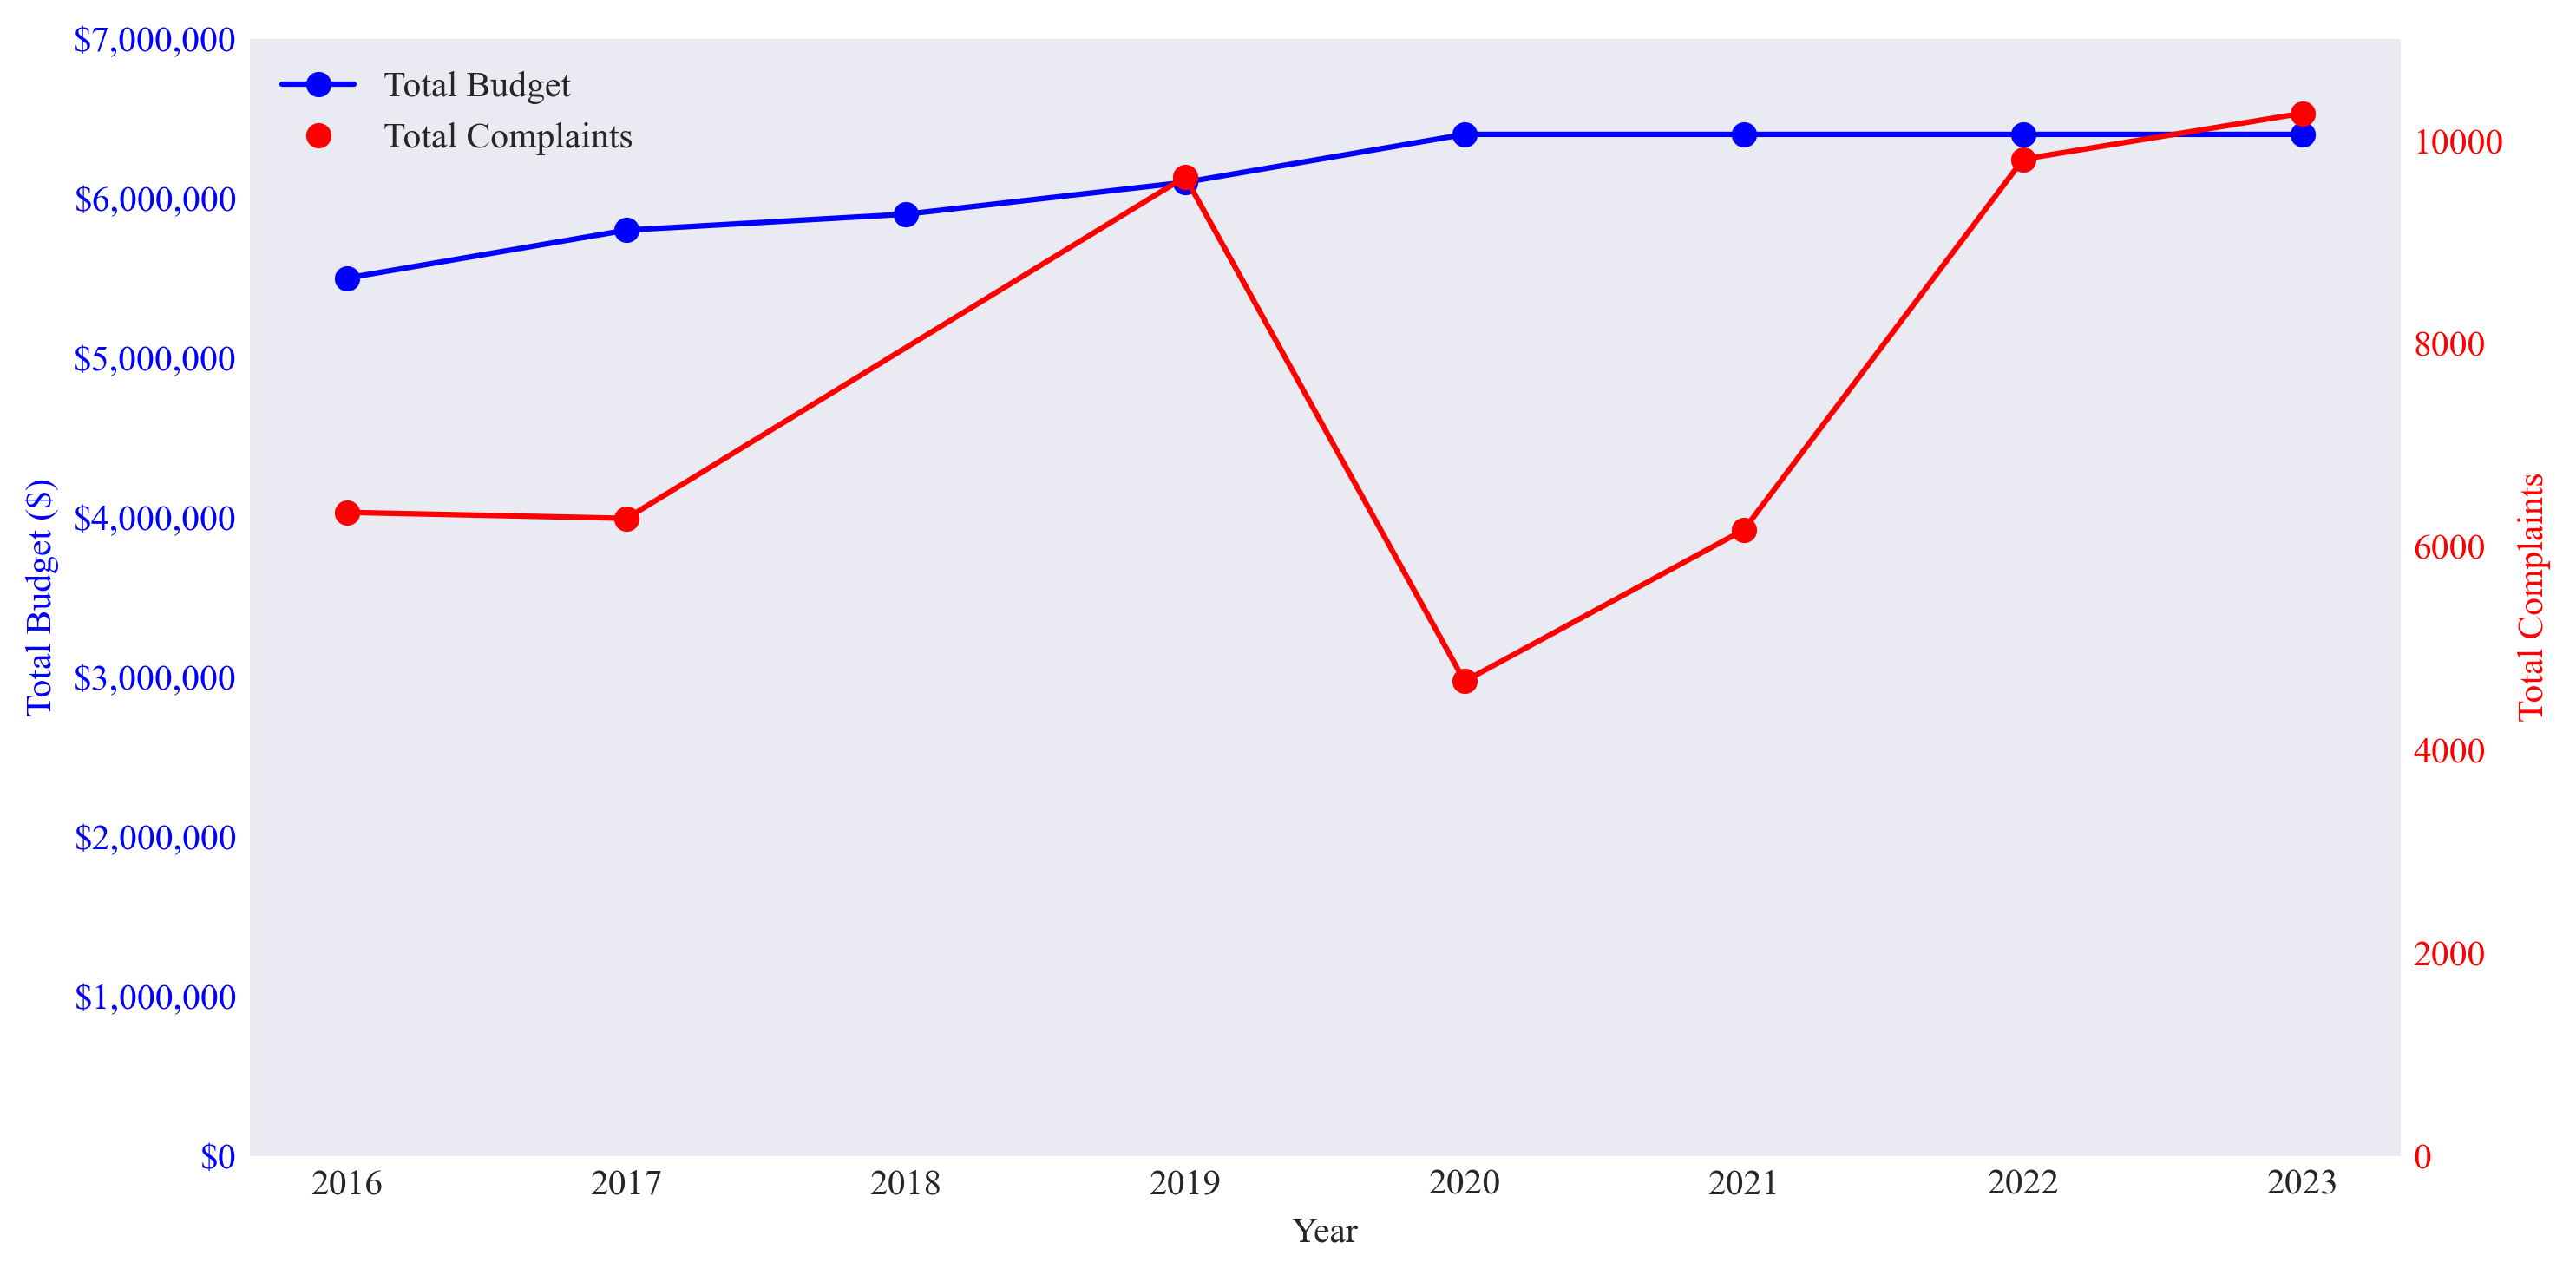 $7,000,000
$6,000,000
$5,000,000
$4,000,000
$3,000,000
$2,000,000
$1,000,000
$0
Total Budget ($)
Total Budget
Total Complaints
10000
8000
6000
4000
2000
0
Total Complaints
2016 2017 2018 2019 2020 2021 2022 2023
Year